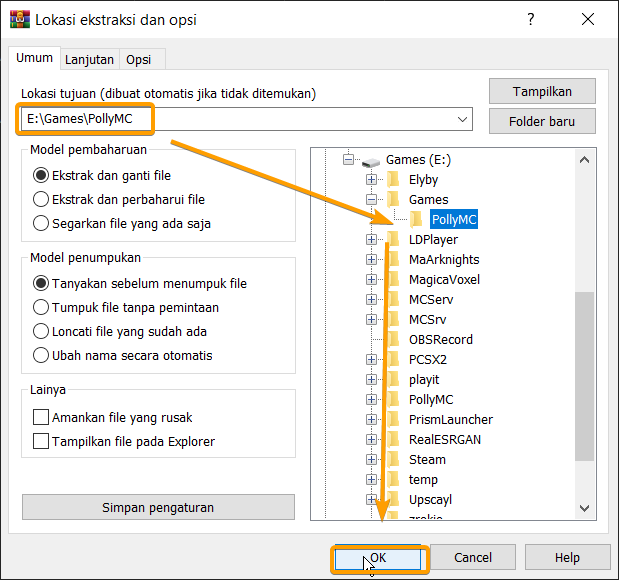 Lokasi ekstraksi dan opsi
Umum
Lanjutan
Opsi
Lokasi tujuan (dibuat otomatis jika tidak ditemukan)
E:\Games\PollyMC
Tampilkan
Folder baru
Model pembaharuan
Ekstrak dan ganti file
Ekstrak dan perbaharui file
Segarkan file yang ada saja
Model penumpukan
Tanyakan sebelum menumpuk file
Tumpuk file tanpa pemintaan
Loncati file yang sudah ada
Ubah nama secara otomatis
Lainya
Amankan file yang rusak
Tampilkan file pada Explorer
Simpan pengaturan
Games (E:)
Elyby
Games
PollyMC
LDPlayer
MaArknights
MagicaVoxel
MCServ
MCSrv
OBSRecord
PCSX2
playit
PollyMC
PrismLauncher
RealESRGAN
Steam
temp
Upscayl
OK
Cancel
Help